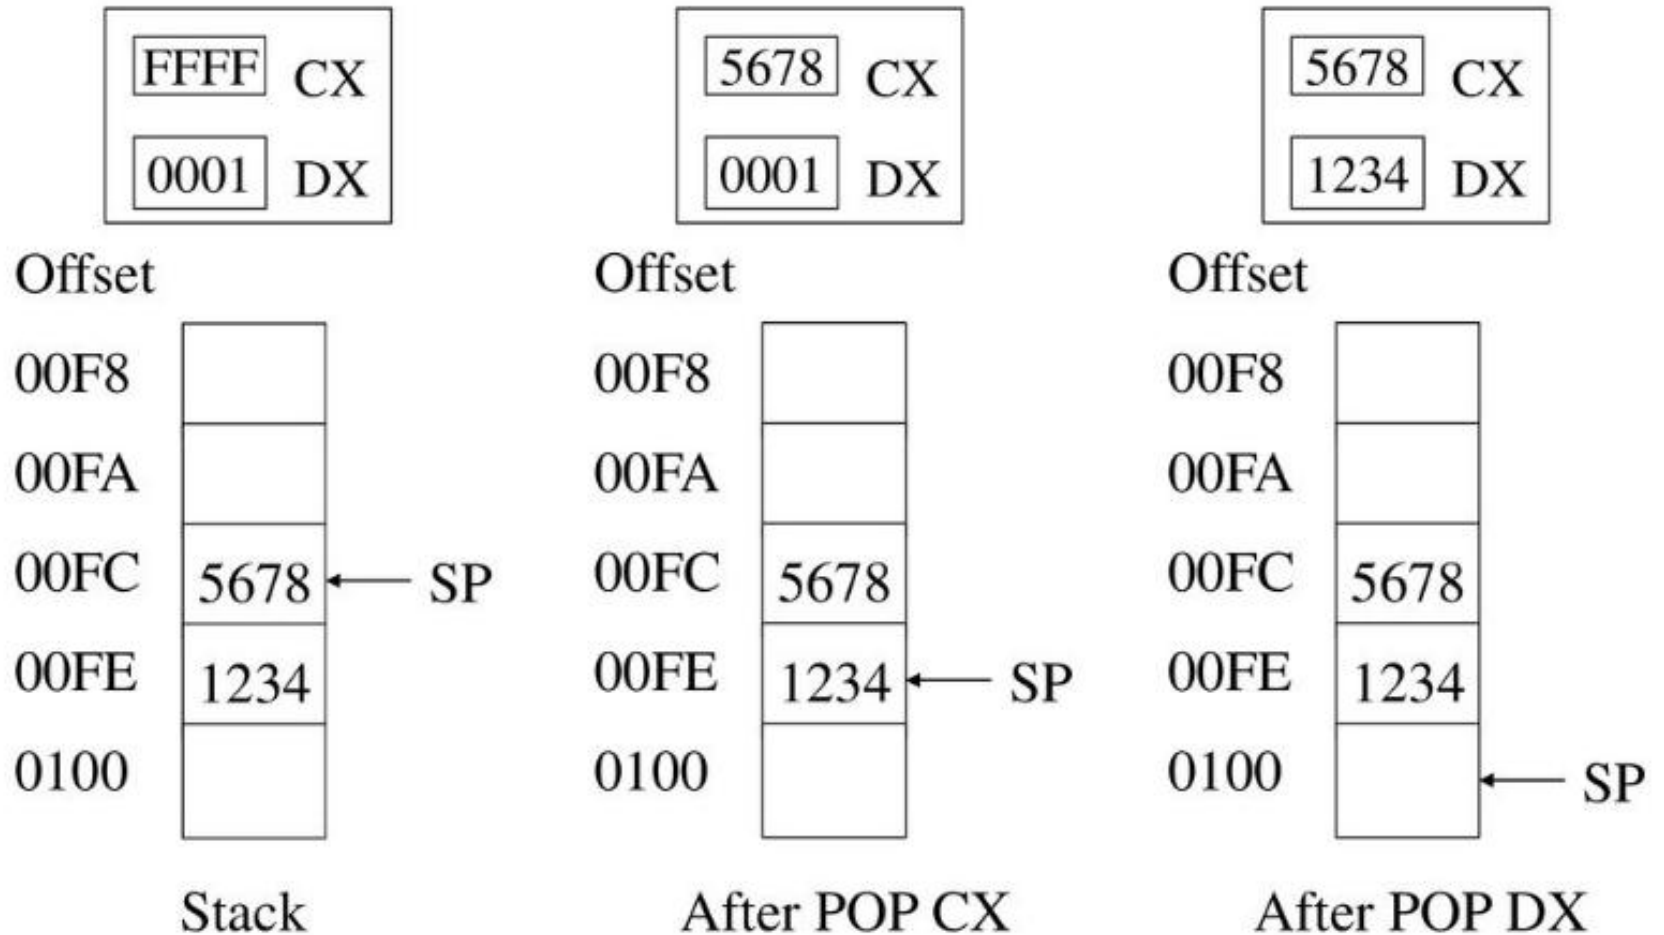 FFFF CX
0001 DX
Offset
00F8
00FA
00FC 5678 SP
00FE 1234
0100
Stack
5678 CX
0001 DX
Offset
00F8
00FA
00FC 5678
00FE 1234 SP
0100
After POP CX
5678 CX
1234 DX
Offset
00F8
00FA
00FC 5678
00FE 1234
0100 SP
After POP DX